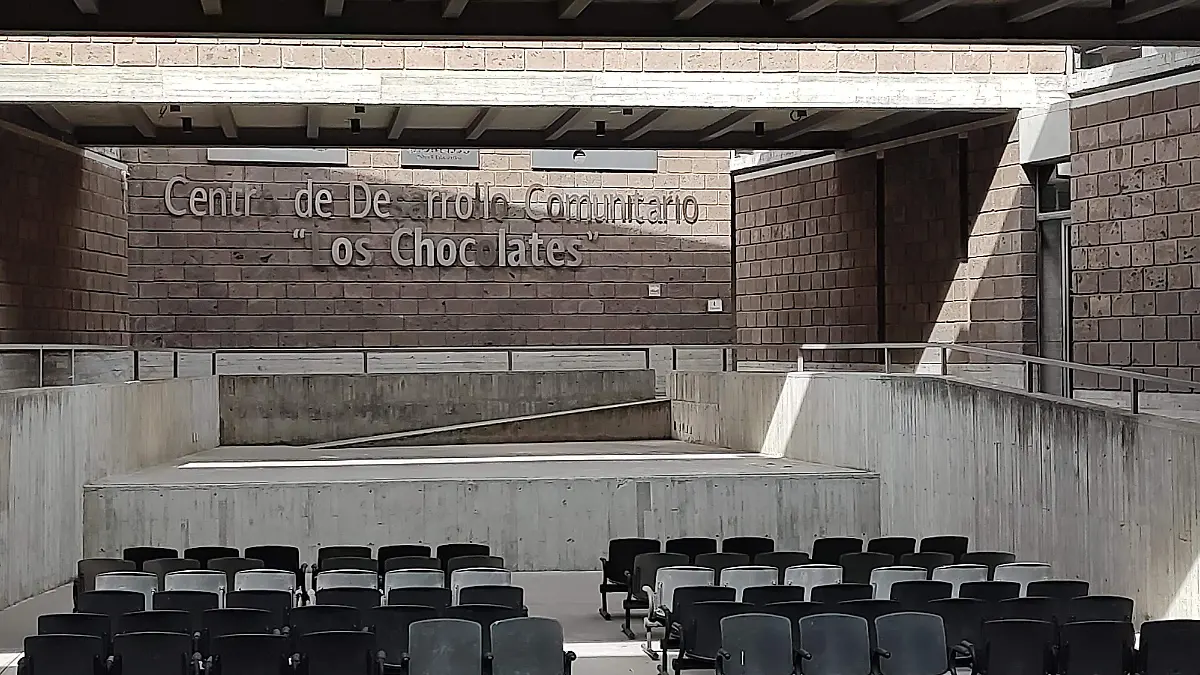 Centro de Desarrollo Comunitario
"Los Chocolates"